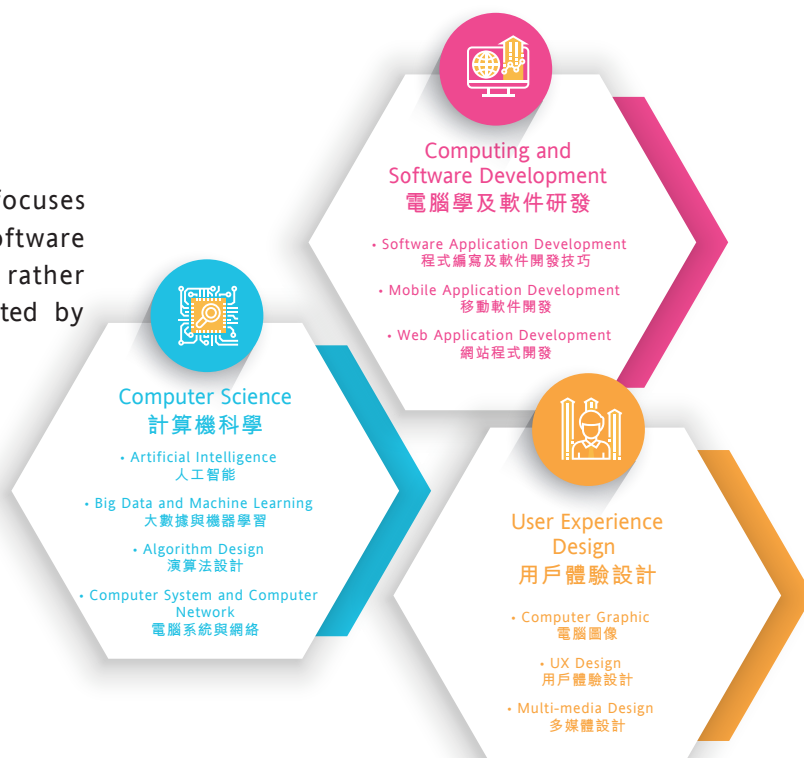 focuses
oftware
rather
ted by
Computing and
Software Development
電腦學及軟件研發
• Software Application Development
程式編寫及軟件開發技巧
• Mobile Application Development
移動軟件開發
• Web Application Development
網站程式開發
Computer Science
計算機科學
• Artificial Intelligence
人工智能
• Big Data and Machine Learning
大數據與機器學習
• Algorithm Design
演算法設計
• Computer System and Computer
Network
電腦系統與網絡
User Experience
Design
用戶體驗設計
• Computer Graphic
電腦圖像
• UX Design
用戶體驗設計
• Multi-media Design
多媒體設計